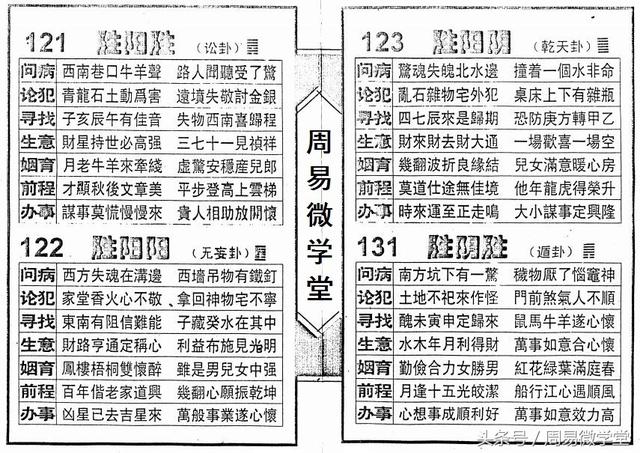 121 胜阳胜 （讼卦）
问病 西南巷口牛羊聲 路人聞聽受了驚
论犯 青龍石土動爲害 遠墳失敬討金銀
寻找 子亥辰午有佳音 失物西南喜歸程
生意 財星持世必高强 三七二十一見禎祥
姻育 月老牛羊來牽綫 虚驚安穩産兒郎
前程 才顯秋後文章美 平步登高上雲梯
办事 謀事莫慌慢慢來 貴人相助放開懷
122 胜阳阳 （无妄卦）
问病 西方失魂在溝邊 西墻吊物有鐵釘
论犯 家堂香火心不敬、 拿回神物宅不寧
寻找 東南有阻信難能 子藏癸水在其中
生意 財路亨通定稱心 利益布施見光明
姻育 鳳樓梧桐雙懷醉 雖是男兒女中强
前程 百年偕老家道興 幾翻心願振乾坤
办事 凶星已去吉星來 萬般事業遂心懷
周易微学堂
123 胜阳阴 （乾天卦）
问病 驚魂失魄北水邊 撞着一個水非命
论犯 亂石雜物宅外犯 桌床上下有雜瓶
寻找 四七辰來是歸期 恐防庚方轉甲乙
生意 財來財去財大通 一場歡喜一場空
姻育 幾翻波折良缘結 兒女滿意暖心房
前程 莫道仕途無佳境 他年龍虎得榮升
办事 時來運至正走鳴 大小謀事定興隆
131 胜阴胜 （遁卦）
问病 南方坑下有一驚 穢物厭了惱竈神
论犯 土地不祀來作怪 門前煞氣人不順
寻找 醜未寅申定歸來 鼠馬牛羊遂心懷
生意 水木年月利得財 萬事如意合心懷
姻育 勤儉合力女勝男 紅花緑葉滿庭春
前程 月逢十五光皎潔 船行江心遇順風
办事 心想事成順利好 萬事如意效力高
头条号/周易微学堂